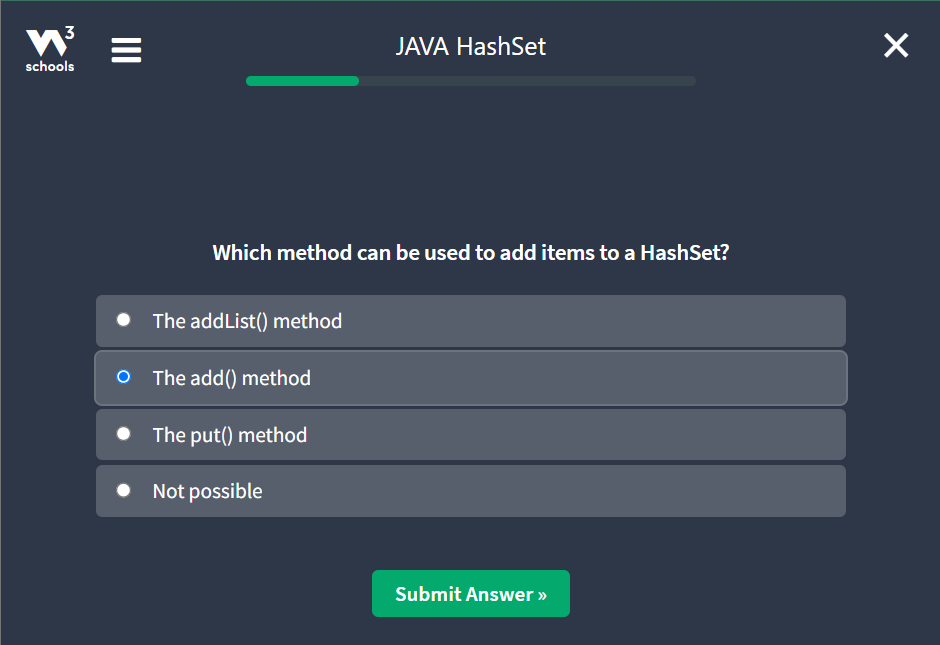 W3
schools
JAVA HashSet
Which method can be used to add items to a HashSet?
The addList() method
The add() method
The put() method
Not possible
Submit Answer »